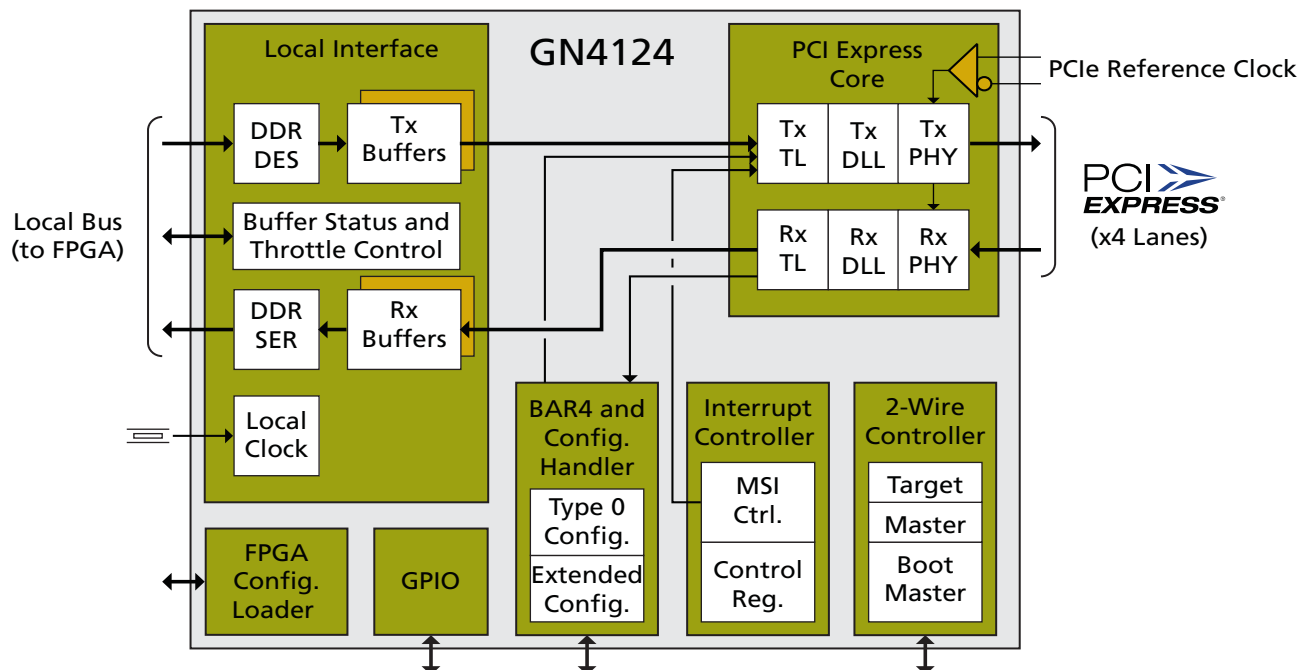 GN4124
Local Interface
DDR
DES
Tx
Buffers
Buffer Status and
Throttle Control
DDR
SER
Rx
Buffers
Local
Clock
Local Bus
(to FPGA)
PCI Express
Core
Tx
TL
Tx
DLL
Tx
PHY
Rx
TL
Rx
DLL
Rx
PHY
PCIe Reference Clock
PCI
EXPRESS®
(x4 Lanes)
FPGA
Config.
Loader
GPIO
BAR4 and
Config.
Handler
Type 0
Config.
Extended
Config.
Interrupt
Controller
MSI
Ctrl.
Control
Reg.
2-Wire
Controller
Target
Master
Boot
Master